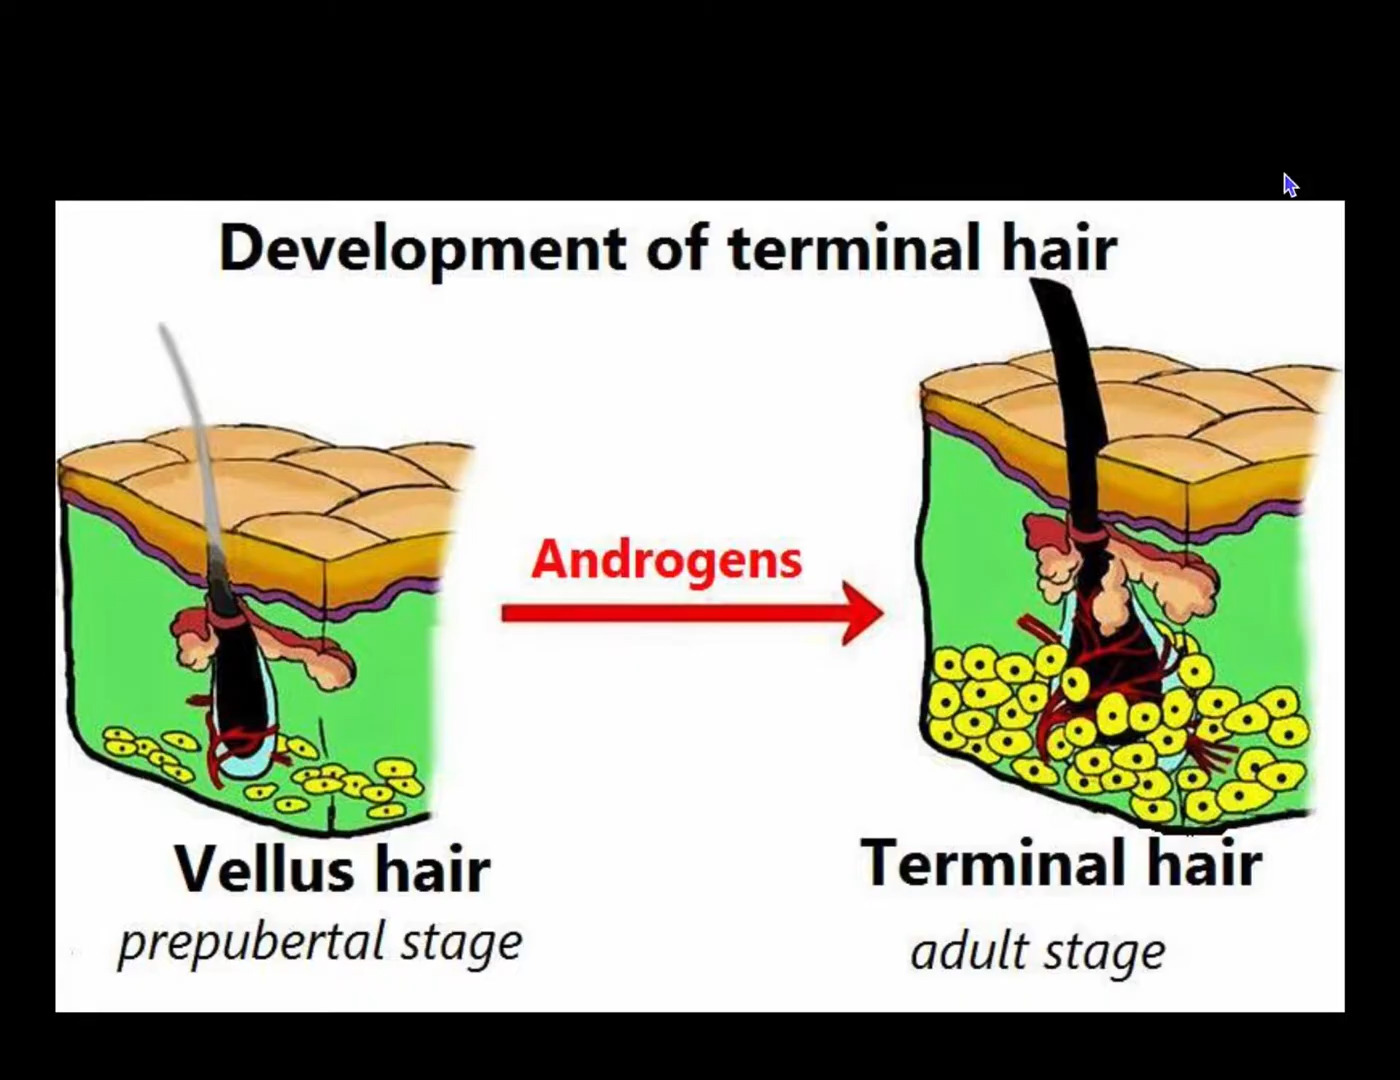 Development of terminal hair
Androgens
Vellus hair
prepubertal stage
Terminal hair
adult stage